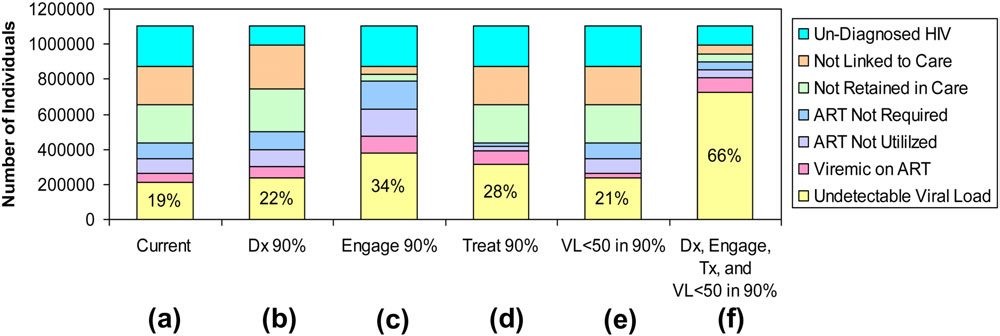 Number of Individuals
1200000
1000000
800000
600000
400000
200000
0
19%
22%
34%
28%
21%
66%
Current
Dx 90%
Engage 90%
Treat 90%
VL<50 in 90%
Dx, Engage,
Tx, and
VL<50 in 90%
(a)
(b)
(c)
(d)
(e)
(f)
Un-Diagnosed HIV
Not Linked to Care
Not Retained in Care
ART Not Required
ART Not Utililzed
Viremic on ART
Undetectable Viral Load